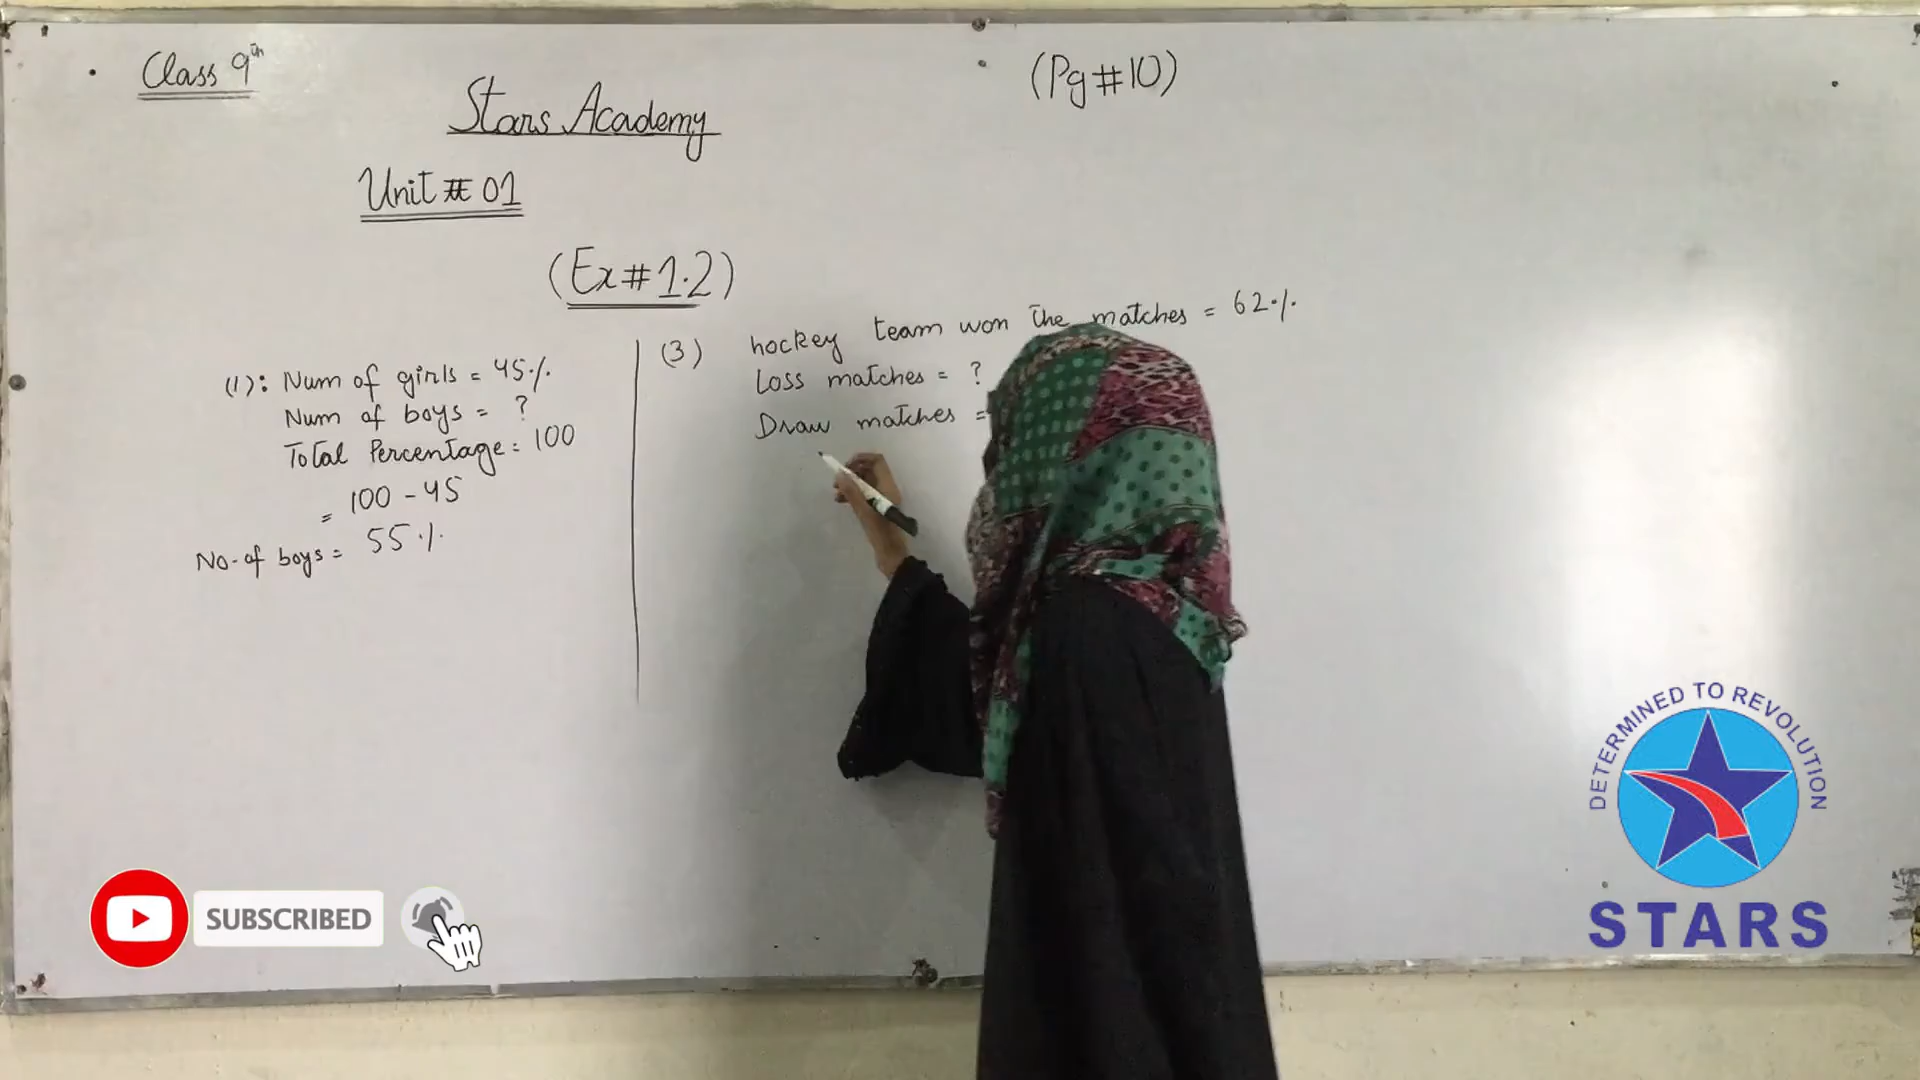 Class 9th
(Pg#10)
Stars Academy
Unit # 01
(Ex#1.2)
(1): Num of girls = 45%
Num of boys = ?
Total Percentage = 100
= 100 - 45
No. of boys = 55%
(3) hockey team won the matches = 62%
Loss matches = ?
Draw matches =
SUBSCRIBED
DETERMINED TO REVOLUTION
STARS